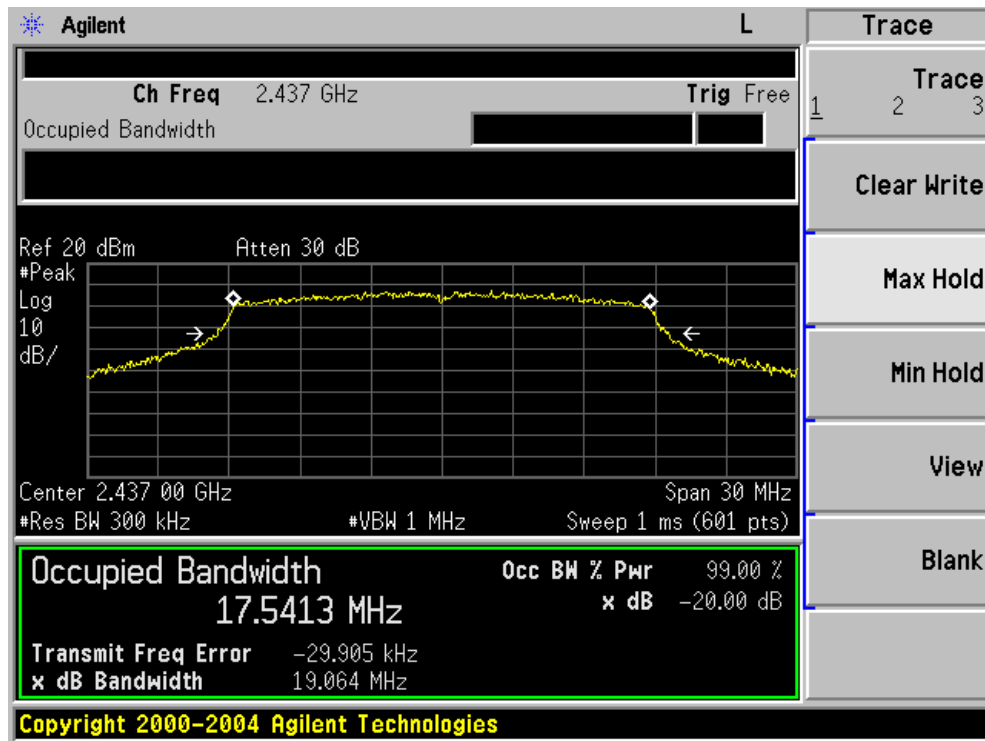 Agilent L Trace
Ch Freq 2.437 GHz Trig Free
Occupied Bandwidth
Trace
1 2 3
Clear Write
Ref 20 dBm Atten 30 dB
#Peak
Log
10
dB/
Max Hold
Min Hold
View
Center 2.437 00 GHz Span 30 MHz
#Res BW 300 kHz #VBW 1 MHz Sweep 1 ms (601 pts)
Blank
Occupied Bandwidth Occ BW % Pwr 99.00 %
17.5413 MHz x dB -20.00 dB
Transmit Freq Error -29.905 kHz
x dB Bandwidth 19.064 MHz
Copyright 2000-2004 Agilent Technologies